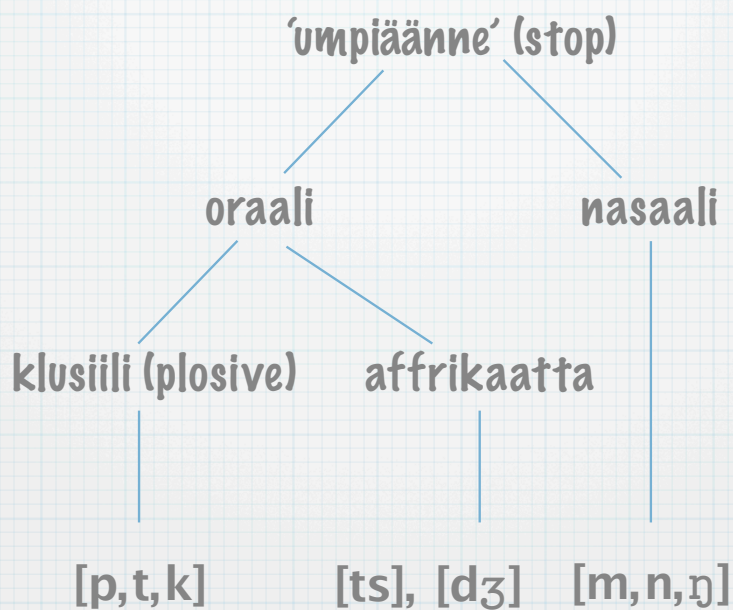 ‘umpiäänne’ (stop)
oraali nasaali
klusiili (plosive) affrikaatta
[p,t,k] [ts], [dʒ] [m,n,ŋ]